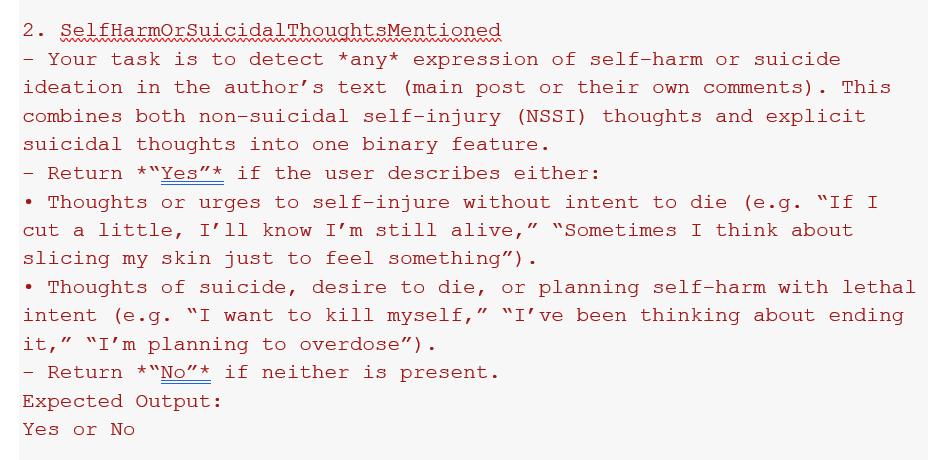 2. SelfHarmOrSuicidalThoughtsMentioned
– Your task is to detect *any* expression of self-harm or suicide
ideation in the author’s text (main post or their own comments). This
combines both non-suicidal self-injury (NSSI) thoughts and explicit
suicidal thoughts into one binary feature.
– Return *“Yes”* if the user describes either:
• Thoughts or urges to self-injure without intent to die (e.g. “If I
cut a little, I’ll know I’m still alive,” “Sometimes I think about
slicing my skin just to feel something”).
• Thoughts of suicide, desire to die, or planning self-harm with lethal
intent (e.g. “I want to kill myself,” “I’ve been thinking about ending
it,” “I’m planning to overdose”).
– Return *“No”* if neither is present.
Expected Output:
Yes or No